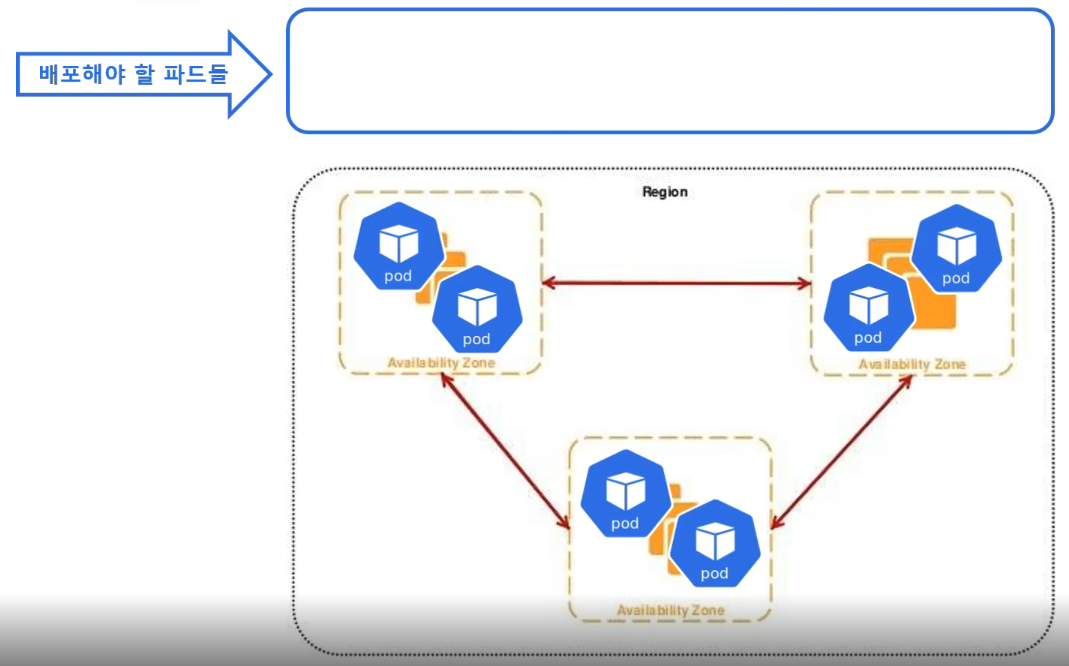 배포해야 할 파드들
Region
pod
pod
Availability Zone
pod
pod
Availability Zone
pod
pod
Availability Zone